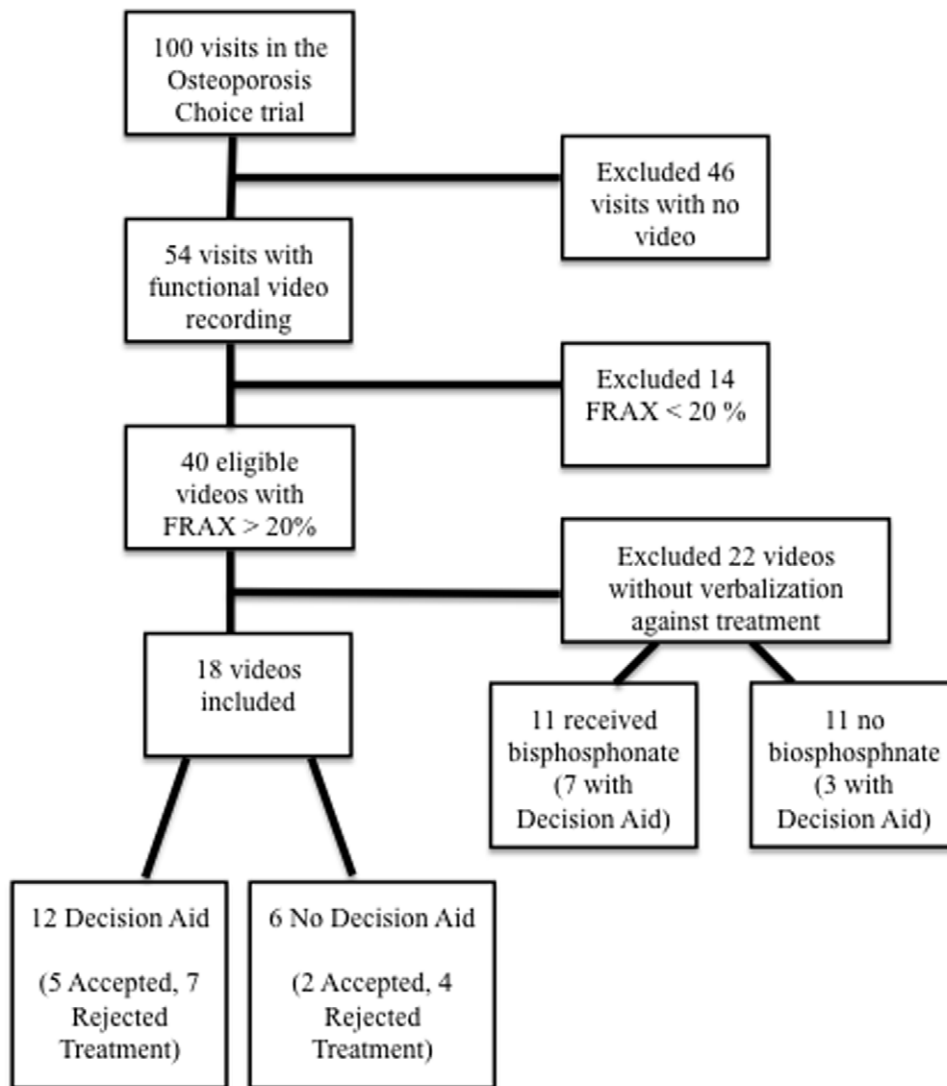 100 visits in the
Osteoporosis
Choice trial
Excluded 46
visits with no
video
54 visits with
functional video
recording
Excluded 14
FRAX < 20 %
40 eligible
videos with
FRAX > 20%
Excluded 22 videos
without verbalization
against treatment
18 videos
included
11 received
bisphosphonate
(7 with
Decision Aid)
11 no
biosphosphnate
(3 with
Decision Aid)
12 Decision Aid
(5 Accepted, 7
Rejected
Treatment)
6 No Decision Aid
(2 Accepted, 4
Rejected
Treatment)